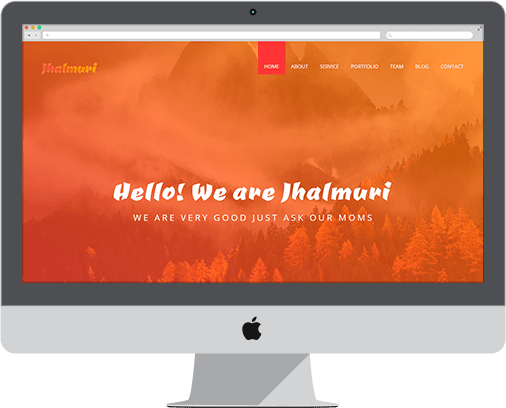 Jhalmuri
HOME ABOUT SERVICE PORTFOLIO TEAM BLOG CONTACT
Hello! We are Jhalmuri
WE ARE VERY GOOD JUST ASK OUR MOMS